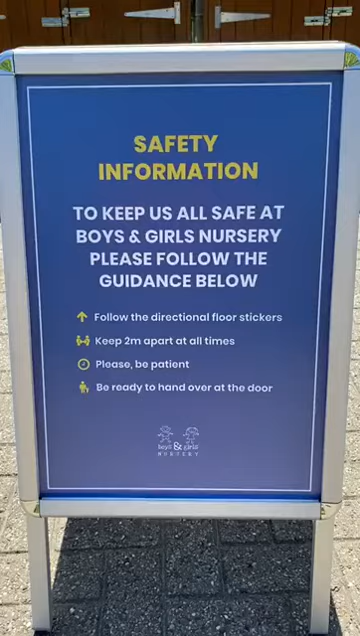 SAFETY
INFORMATION
TO KEEP US ALL SAFE AT
BOYS & GIRLS NURSERY
PLEASE FOLLOW THE
GUIDANCE BELOW
Follow the directional floor stickers
Keep 2m apart at all times
Please, be patient
Be ready to hand over at the door
boys & girls
NURSERY